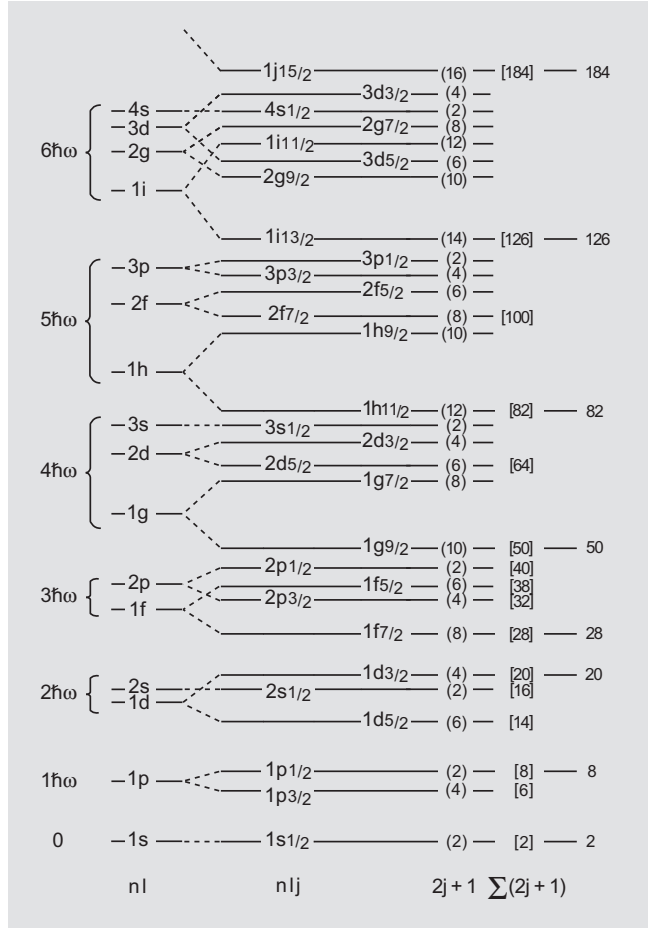 1j15/2 (16) [184] 184
3d3/2 (4)
4s 4s1/2 (2)
3d 2g7/2 (8)
6ħω 2g 1i11/2 (12)
3d5/2 (6)
1i 2g9/2 (10)
1i13/2 (14) [126] 126
3p 3p1/2 (2)
3p3/2 (4)
2f 2f5/2 (6)
5ħω 2f7/2 (8) [100]
1h9/2 (10)
1h
1h11/2 (12) [82] 82
3s 3s1/2 (2)
2d 2d3/2 (4)
4ħω 2d5/2 (6) [64]
1g7/2 (8)
1g
1g9/2 (10) [50] 50
2p1/2 (2) [40]
3ħω 2p 1f5/2 (6) [38]
1f 2p3/2 (4) [32]
1f7/2 (8) [28] 28
1d3/2 (4) [20] 20
2ħω 2s 2s1/2 (2) [16]
1d
1d5/2 (6) [14]
1p1/2 (2) [8] 8
1ħω 1p 1p3/2 (4) [6]
0 1s 1s1/2 (2) [2] 2
nl nlj 2j + 1 ∑(2j + 1)